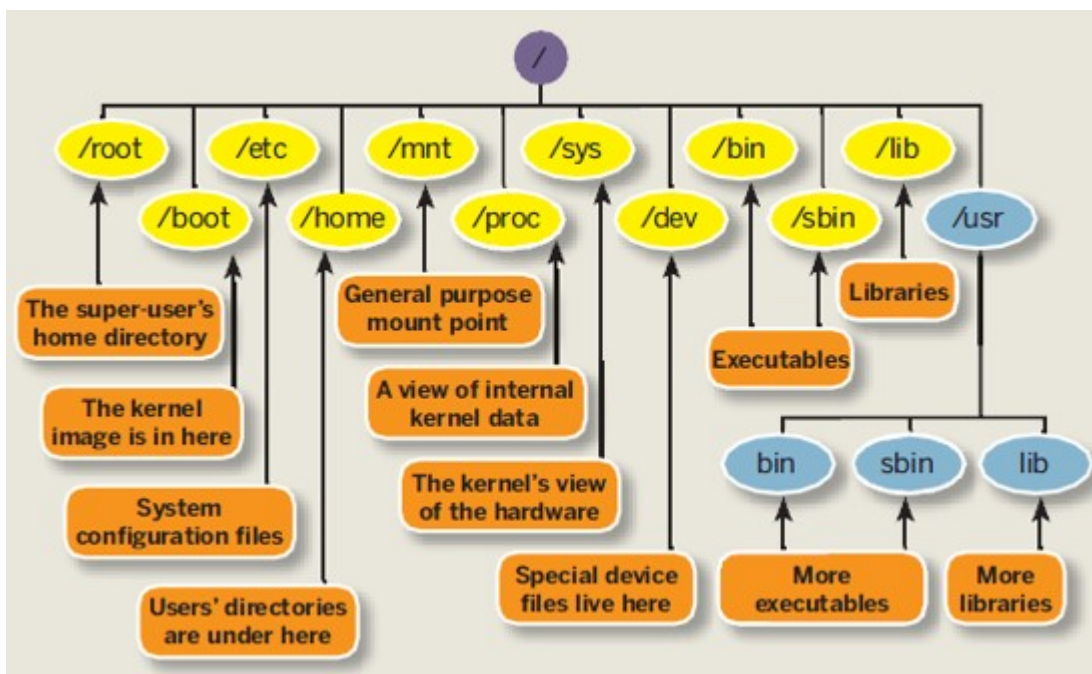 /
/root
/etc
/mnt
/sys
/bin
/lib
/boot
/home
/proc
/dev
/sbin
/usr
The super-user’s
home directory
General purpose
mount point
Libraries
Executables
The kernel
image is in here
A view of internal
kernel data
bin
sbin
lib
System
configuration files
The kernel’s view
of the hardware
Users’ directories
are under here
Special device
files live here
More
executables
More
libraries